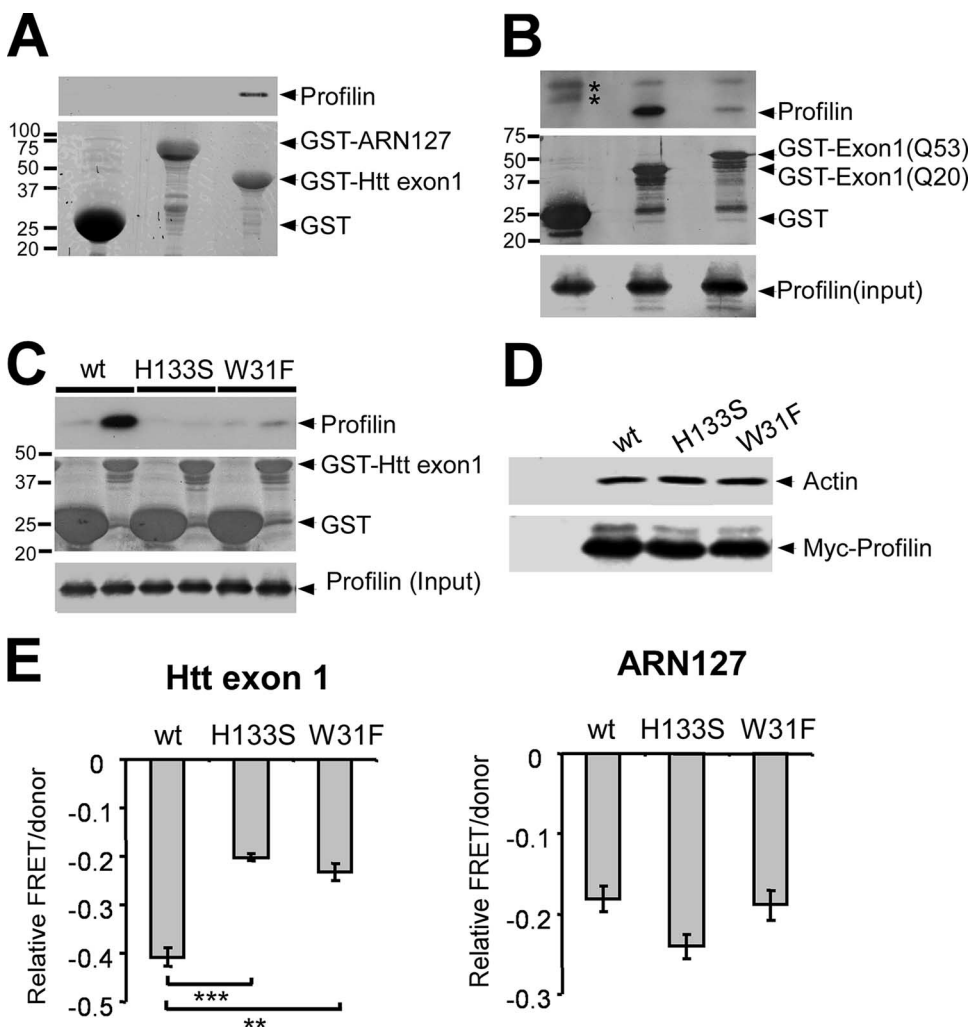 A
Profilin
100
75
50
37
25
20
GST-ARN127
GST-Htt exon1
GST
B
*
*
Profilin
75
50
37
25
20
GST-Exon1(Q53)
GST-Exon1(Q20)
GST
Profilin(input)
C
wt H133S W31F
Profilin
50
37
25
20
GST-Htt exon1
GST
Profilin (Input)
D
wt H133S W31F
Actin
Myc-Profilin
E
Htt exon 1
wt H133S W31F
Relative FRET/donor
0
-0.1
-0.2
-0.3
-0.4
-0.5
***
**
ARN127
wt H133S W31F
Relative FRET/donor
0
-0.1
-0.2
-0.3